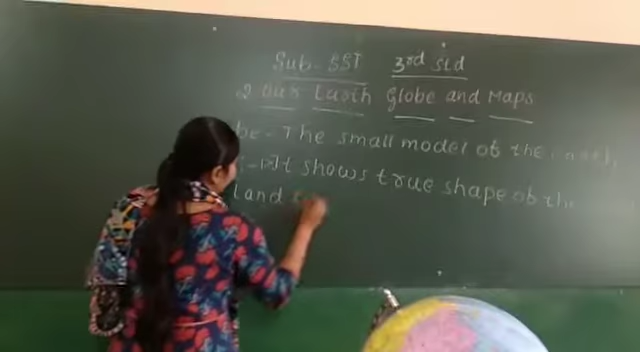 Sub-SST 3rd std
2 Our Earth Globe and Maps
be - The small model of the
It shows true shape of the
land